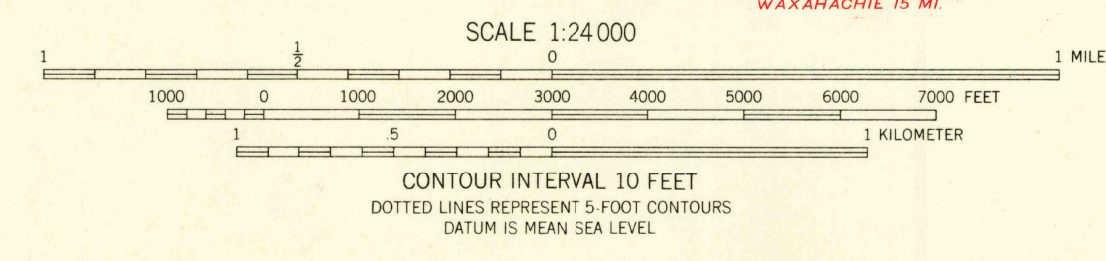 WAXAHACHIE 15 MI.
SCALE 1:24 000
1 1/2 0 1 MILE
1000 0 1000 2000 3000 4000 5000 6000 7000 FEET
1 .5 0 1 KILOMETER
CONTOUR INTERVAL 10 FEET
DOTTED LINES REPRESENT 5-FOOT CONTOURS
DATUM IS MEAN SEA LEVEL